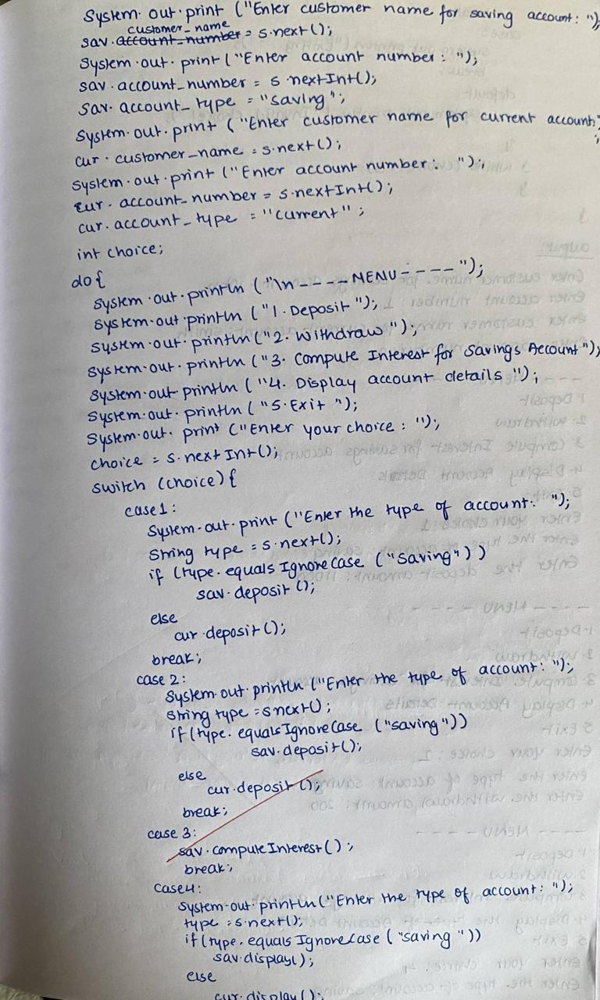 System.out.print ("Enter customer name for saving account: ");
customer_name
sav.account_number = s.next();
System.out.print ("Enter account number: ");
sav.account_number = s.nextInt();
sav.account_type = "saving";
System.out.print ("Enter customer name for current account:"
;
cur.customer_name = s.next();
System.out.print ("Enter account number: ");
cur.account_number = s.nextInt();
cur.account_type = "current";
int choice;
do{
System.out.println ("\n----MENU----");
System.out.println ("1. Deposit");
System.out.println ("2. Withdraw");
System.out.println ("3. Compute Interest for Savings Account");
System.out println ("4. Display account details");
System.out.println ("5. Exit");
System.out.print ("Enter your choice: ");
choice = s.nextInt();
switch (choice){
case1:
System.out.print ("Enter the type of account: ");
String type = s.next();
if (type.equalsIgnoreCase ("saving"))
sav.deposit();
else
cur.deposit();
break;
case 2:
System.out.println ("Enter the type of account: ");
String type = s next();
if(type.equalsIgnoreCase ("saving"))
sav.deposit();
else
cur.deposit();
break;
case 3:
sav.computeInterest();
break;
case4:
System.out.println("Enter the type of account: ");
type = s.next();
if(type.equalsIgnoreCase ("saving"))
sav.display();
else
cur.display();